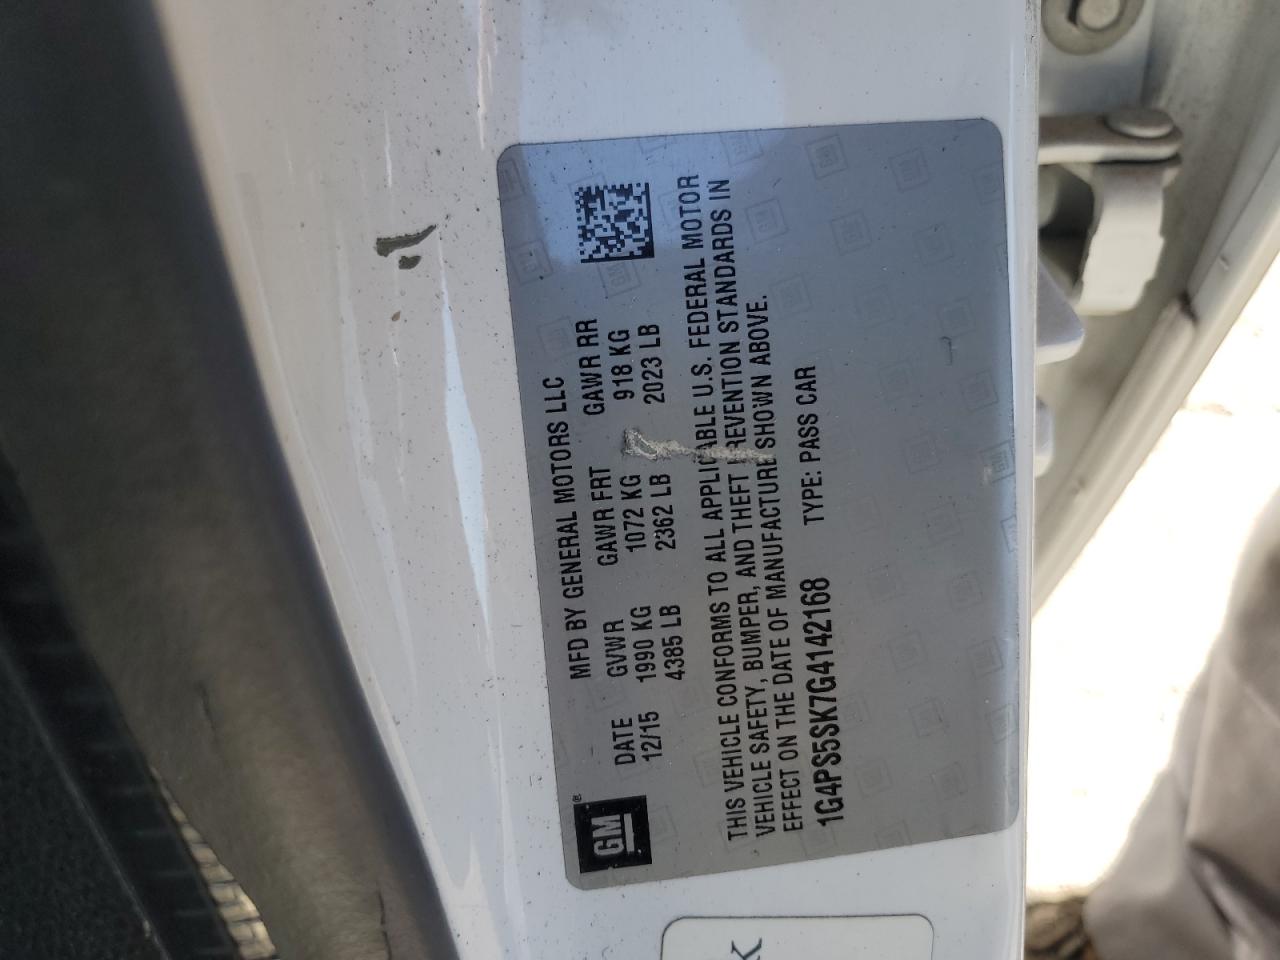 GM®
MFD BY GENERAL MOTORS LLC
DATE GVWR GAWR FRT GAWR RR
12/15 1990 KG 1072 KG 918 KG
4385 LB 2362 LB 2023 LB
THIS VEHICLE CONFORMS TO ALL APPLICABLE U.S. FEDERAL MOTOR
VEHICLE SAFETY, BUMPER, AND THEFT PREVENTION STANDARDS IN
EFFECT ON THE DATE OF MANUFACTURE SHOWN ABOVE.
1G4PS5SK7G4142168 TYPE: PASS CAR
K